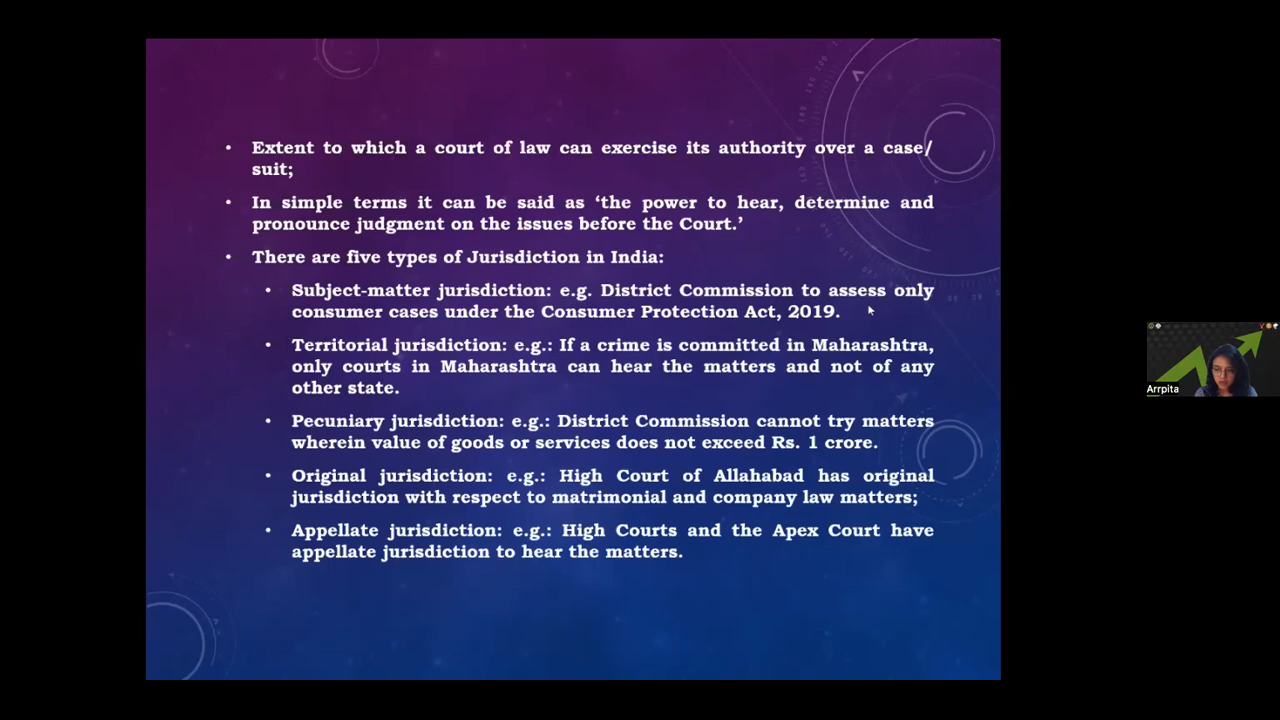 • Extent to which a court of law can exercise its authority over a case/
suit;
• In simple terms it can be said as ‘the power to hear, determine and
pronounce judgment on the issues before the Court.’
• There are five types of Jurisdiction in India:
• Subject-matter jurisdiction: e.g. District Commission to assess only
consumer cases under the Consumer Protection Act, 2019.
• Territorial jurisdiction: e.g.: If a crime is committed in Maharashtra,
only courts in Maharashtra can hear the matters and not of any
other state.
• Pecuniary jurisdiction: e.g.: District Commission cannot try matters
wherein value of goods or services does not exceed Rs. 1 crore.
• Original jurisdiction: e.g.: High Court of Allahabad has original
jurisdiction with respect to matrimonial and company law matters;
• Appellate jurisdiction: e.g.: High Courts and the Apex Court have
appellate jurisdiction to hear the matters.
Arrpita